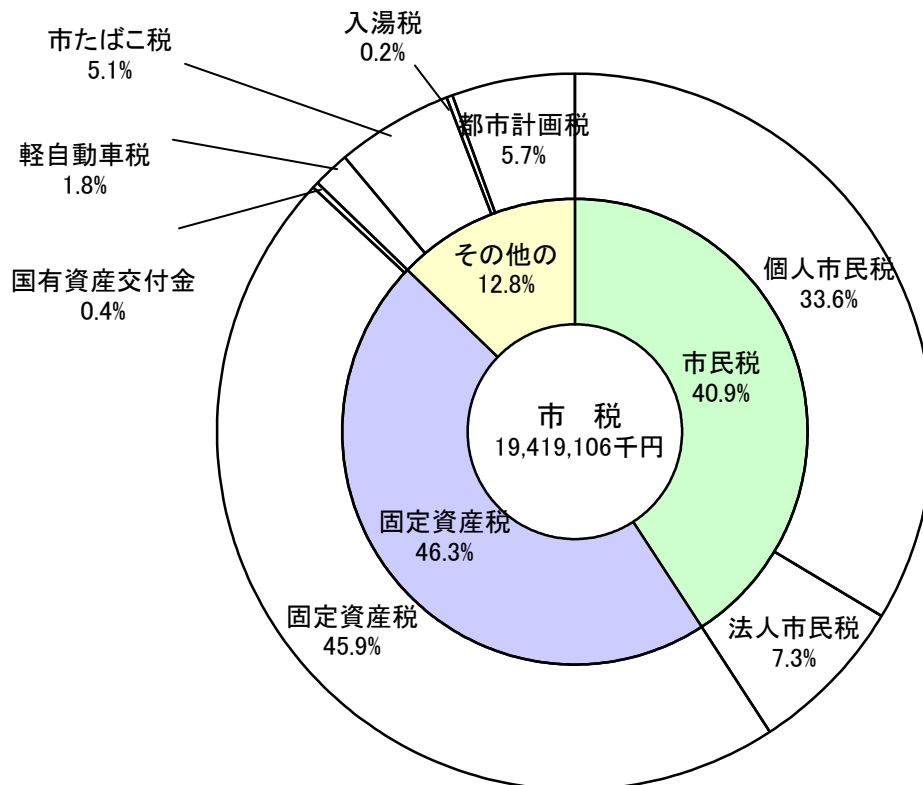 入湯税
0.2%
市たばこ税
5.1%
都市計画税
5.7%
軽自動車税
1.8%
国有資産交付金
0.4%
その他の
12.8%
個人市民税
33.6%
市民税
40.9%
市 税
19,419,106千円
固定資産税
46.3%
固定資産税
45.9%
法人市民税
7.3%